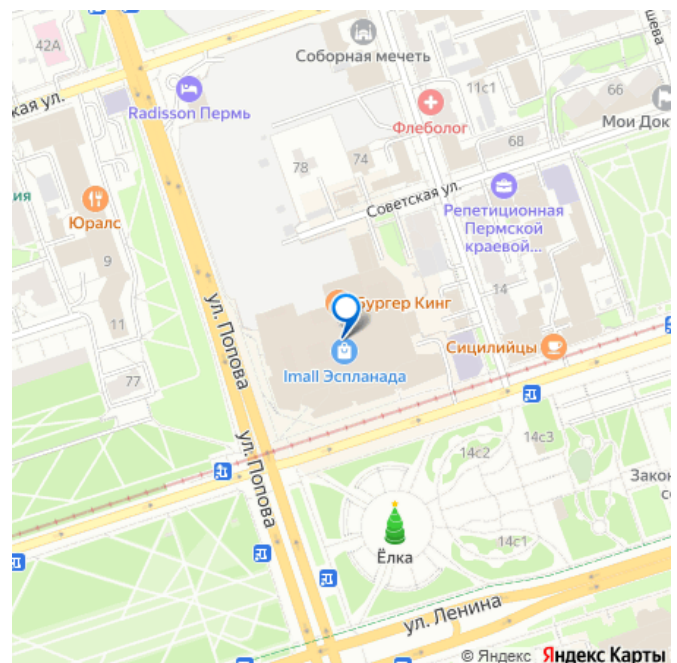 42А
Соборная мечеть
шева
кая ул.
Radisson Пермь
11с1
66
Флеболог
Мои Док
68
78
74
ия
Советская ул.
Юралс
Репетиционная
Пермской
краевой...
9
ул. Попова
14
Бургер Кинг
11
Сицилийцы
Imall Эспланада
77
ул. Попова
14с3
14с2
Закон
с
14с1
Ёлка
ул. Ленина
© Яндекс Яндекс Карты